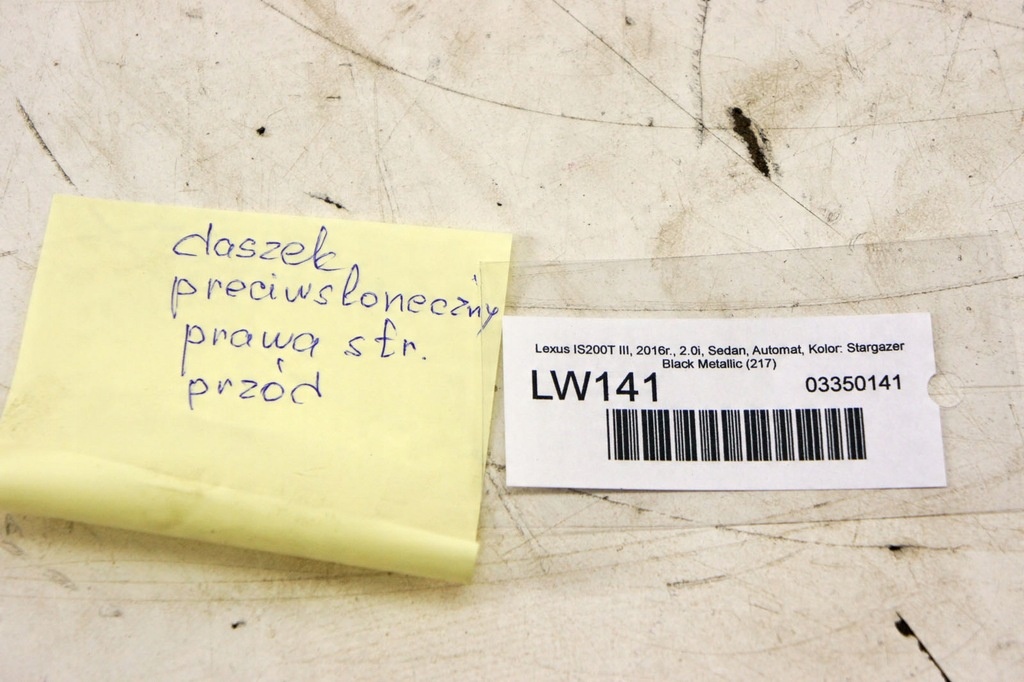 daszek
preciwsłoneczny
prawa str.
przód
Lexus IS200T III, 2016r., 2.0i, Sedan, Automat, Kolor: Stargazer
Black Metallic (217)
LW141 03350141